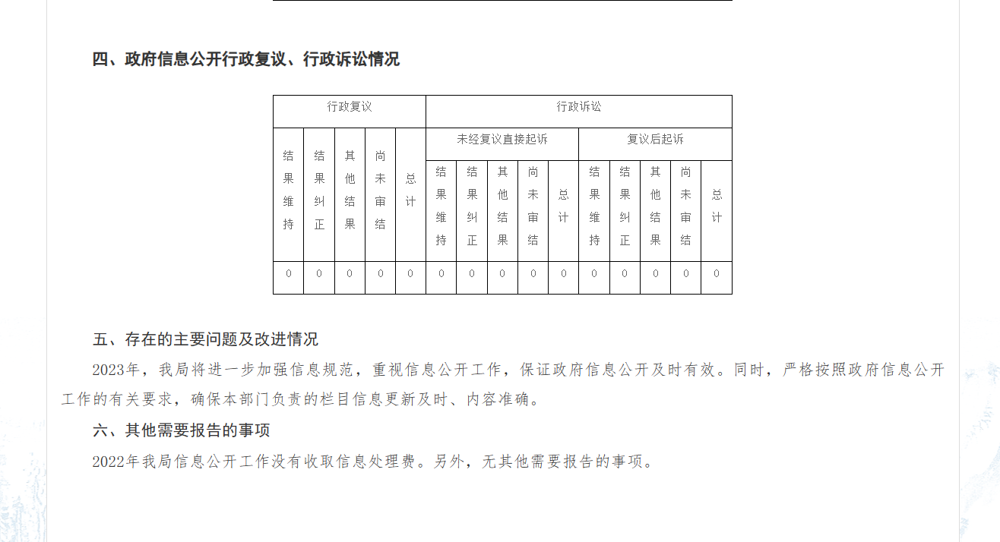 四、政府信息公开行政复议、行政诉讼情况
行政复议 行政诉讼
结果维持 结果纠正 其他结果 尚未审结 总计 未经复议直接起诉 复议后起诉
结果维持 结果纠正 其他结果 尚未审结 总计 结果维持 结果纠正 其他结果 尚未审结 总计
0 0 0 0 0 0 0 0 0 0 0 0 0 0 0
五、存在的主要问题及改进情况
2023年，我局将进一步加强信息规范，重视信息公开工作，保证政府信息公开及时有效。同时，严格按照政府信息公开
工作的有关要求，确保本部门负责的栏目信息更新及时、内容准确。
六、其他需要报告的事项
2022年我局信息公开工作没有收取信息处理费。另外，无其他需要报告的事项。